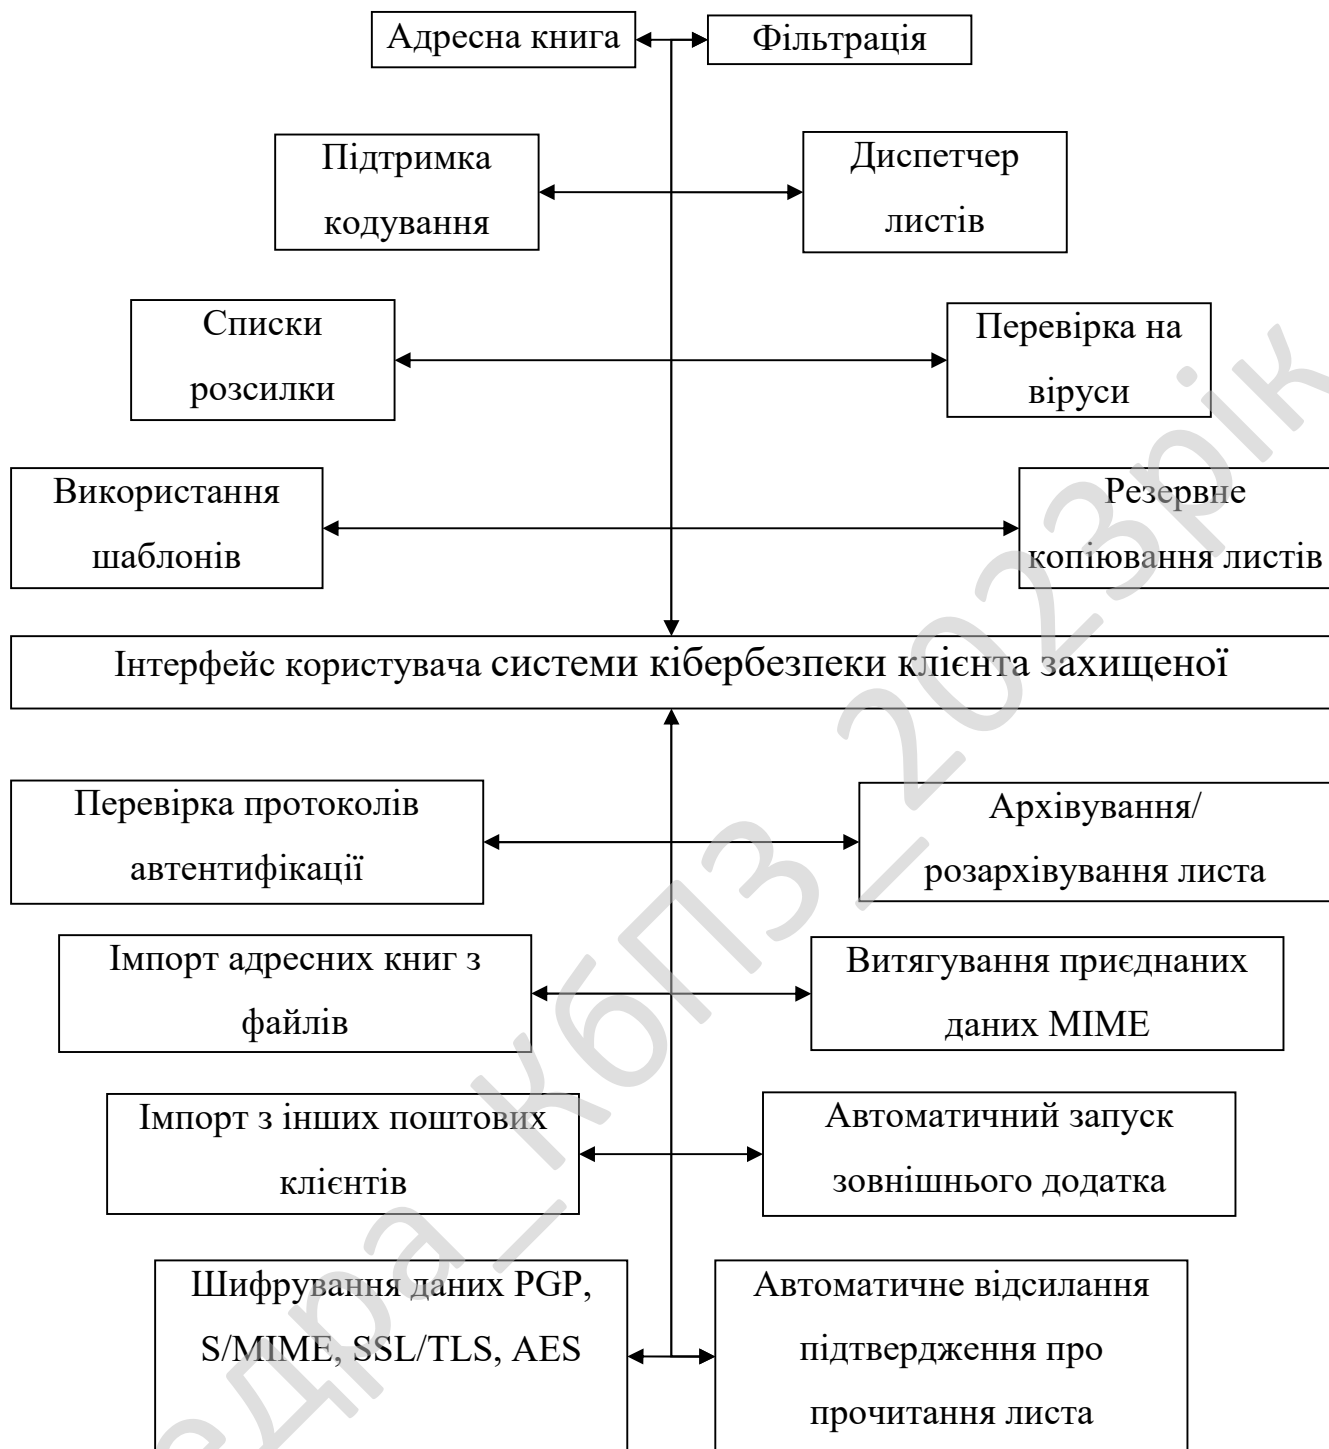 Адресна книга
Фільтрація
Підтримка
кодування
Диспетчер
листів
Списки
розсилки
Перевірка на
віруси
Використання
шаблонів
Резервне
копіювання листів
Інтерфейс користувача системи кібербезпеки клієнта захищеної
Перевірка протоколів
автентифікації
Архівування/
розархівування листа
Імпорт адресних книг з
файлів
Витягування приєднаних
даних MIME
Імпорт з інших поштових
клієнтів
Автоматичний запуск
зовнішнього додатка
Шифрування даних PGP,
S/MIME, SSL/TLS, AES
Автоматичне відсилання
підтвердження про
прочитання листа
едра_КбПЗ_2023рік